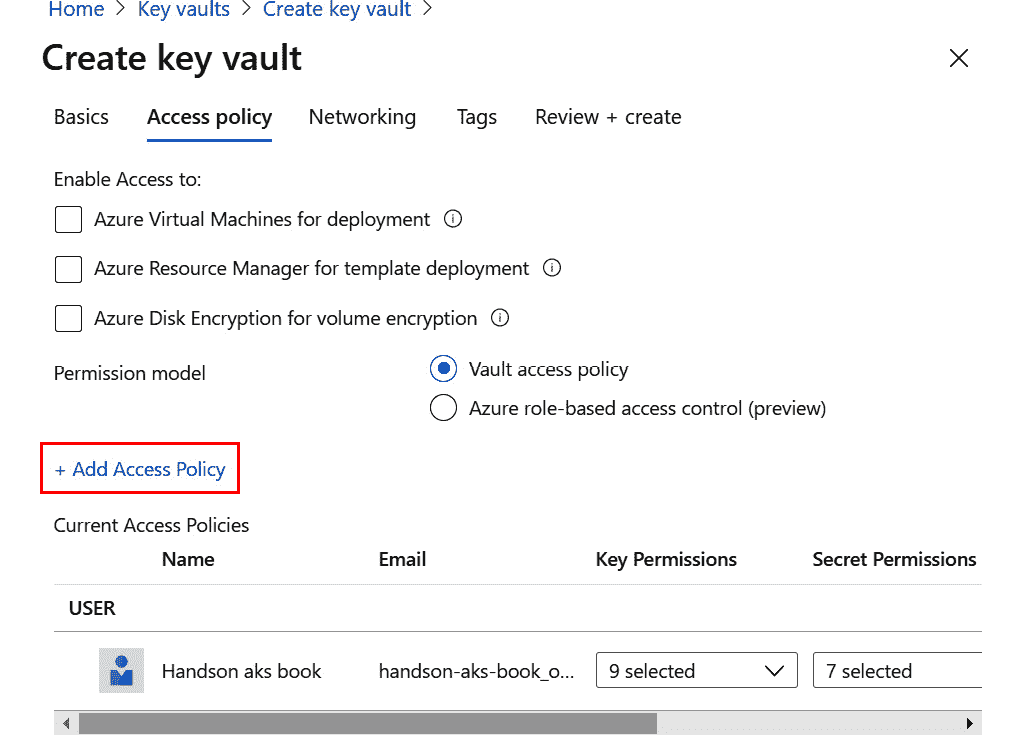 Home > Key vaults > Create key vault >
Create key vault
Basics Access policy Networking Tags Review + create
Enable Access to:
Azure Virtual Machines for deployment
Azure Resource Manager for template deployment
Azure Disk Encryption for volume encryption
Permission model
Vault access policy
Azure role-based access control (preview)
+ Add Access Policy
Current Access Policies
Name Email Key Permissions Secret Permissions
USER
Handson aks book handson-aks-book_o... 9 selected 7 selected